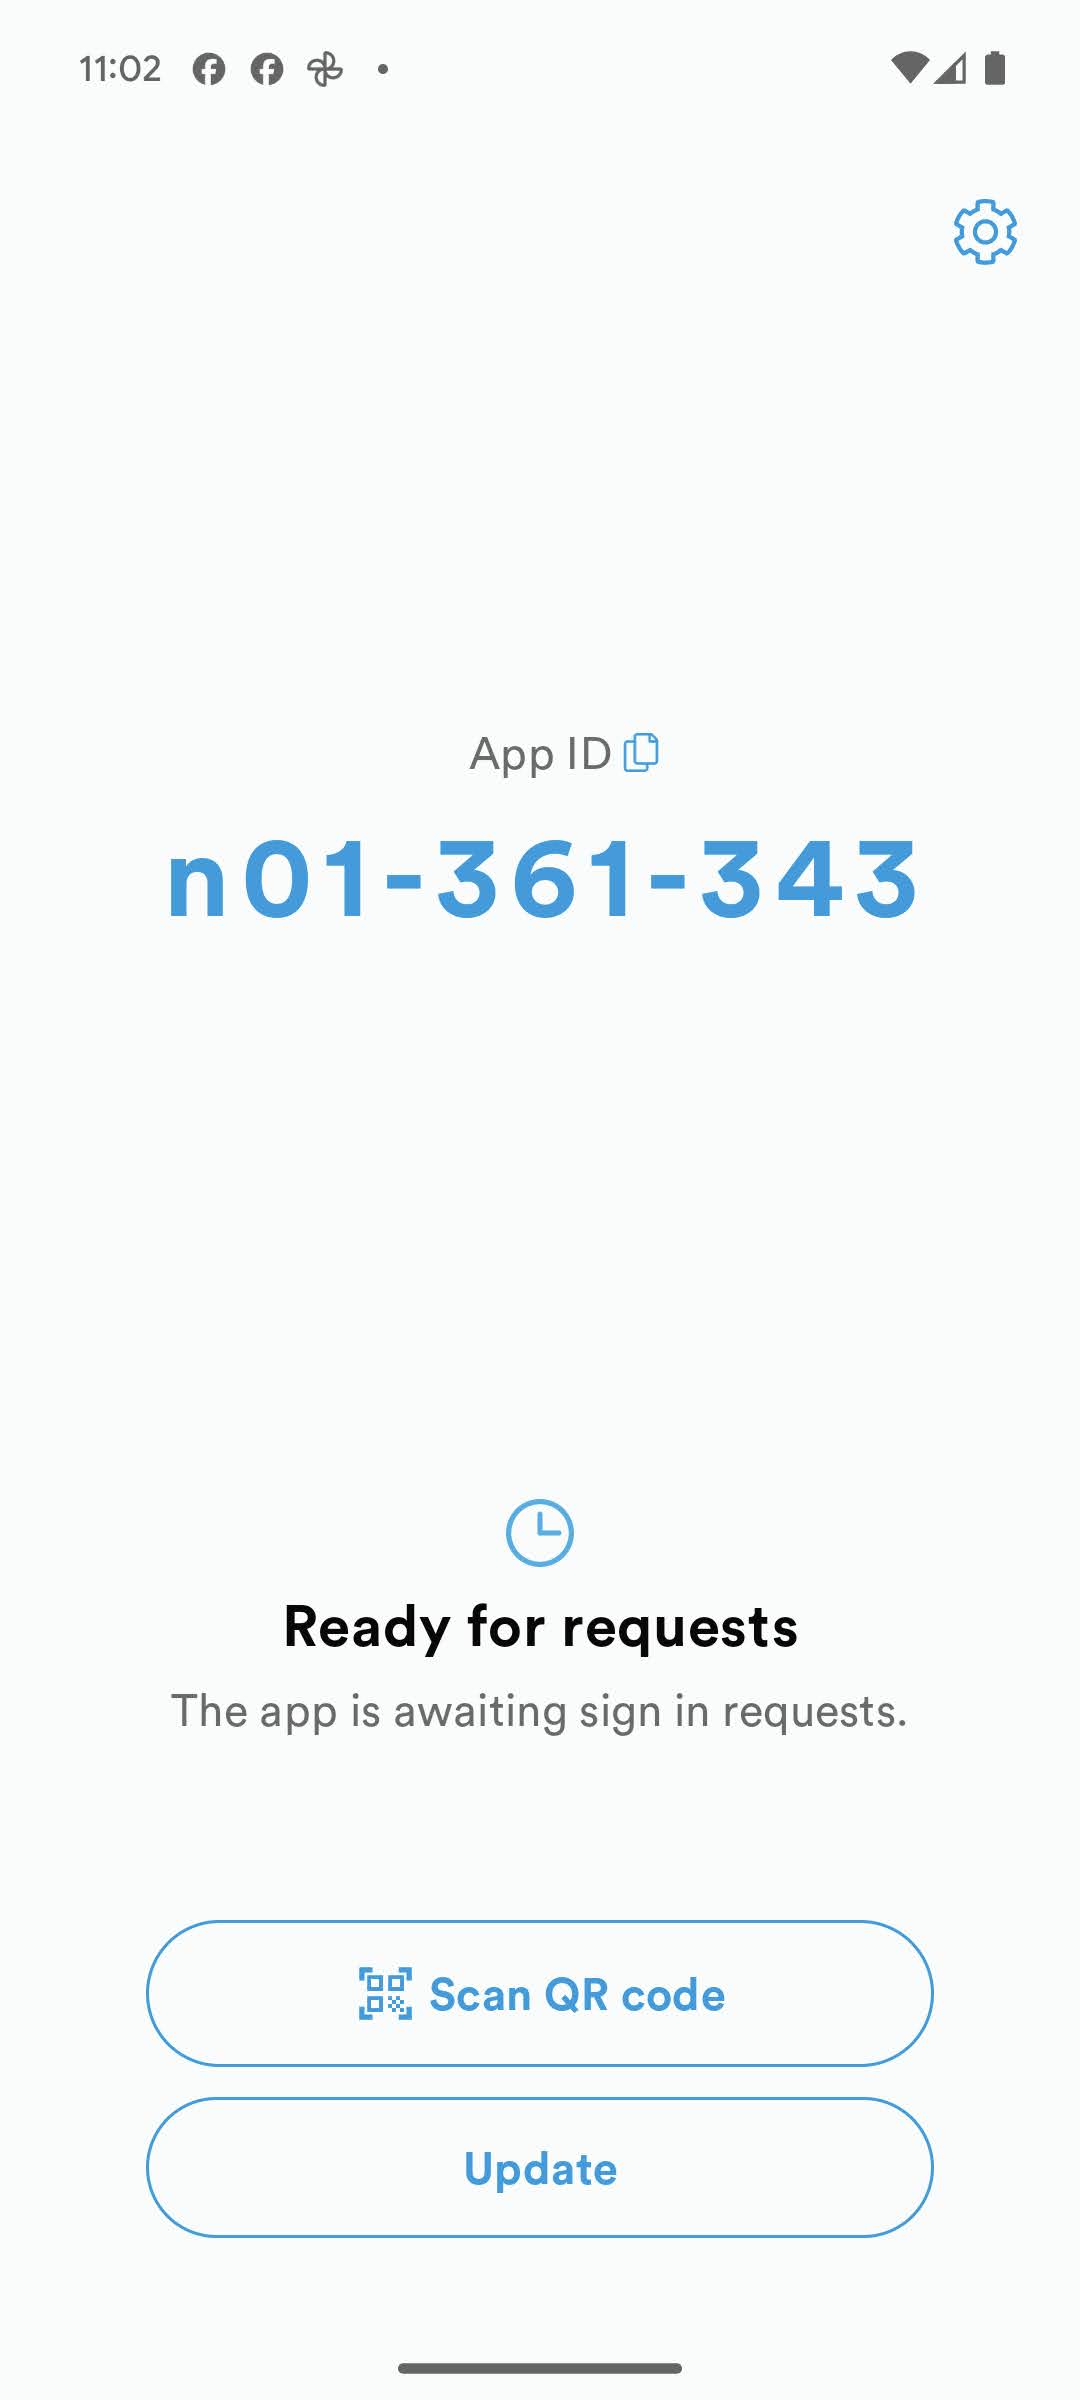 11:02
App ID
n01-361-343
Ready for requests
The app is awaiting sign in requests.
Scan QR code
Update